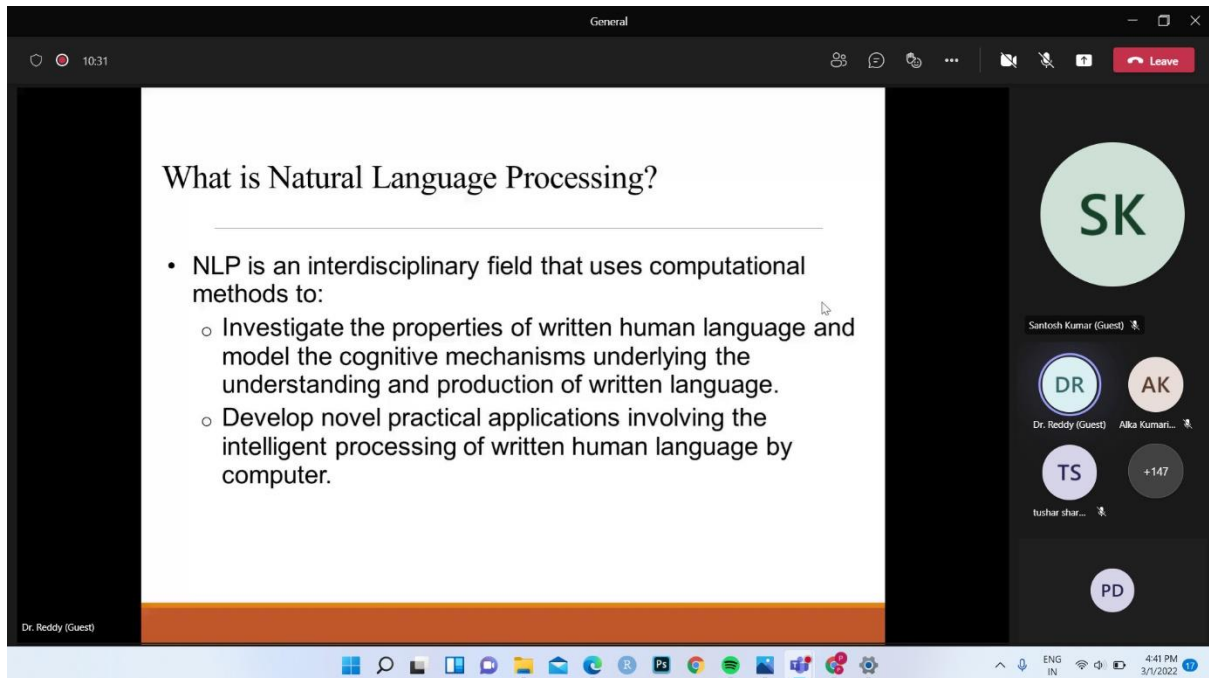 General
10:31
Leave
What is Natural Language Processing?
• NLP is an interdisciplinary field that uses computational
methods to:
o Investigate the properties of written human language and
model the cognitive mechanisms underlying the
understanding and production of written language.
o Develop novel practical applications involving the
intelligent processing of written human language by
computer.
Dr. Reddy (Guest)
SK
Santosh Kumar (Guest)
DR
AK
Dr. Reddy (Guest)
Alka Kumari...
TS
+147
tushar shar...
PD
R
Ps
ENG
IN
4:41 PM
3/1/2022
17